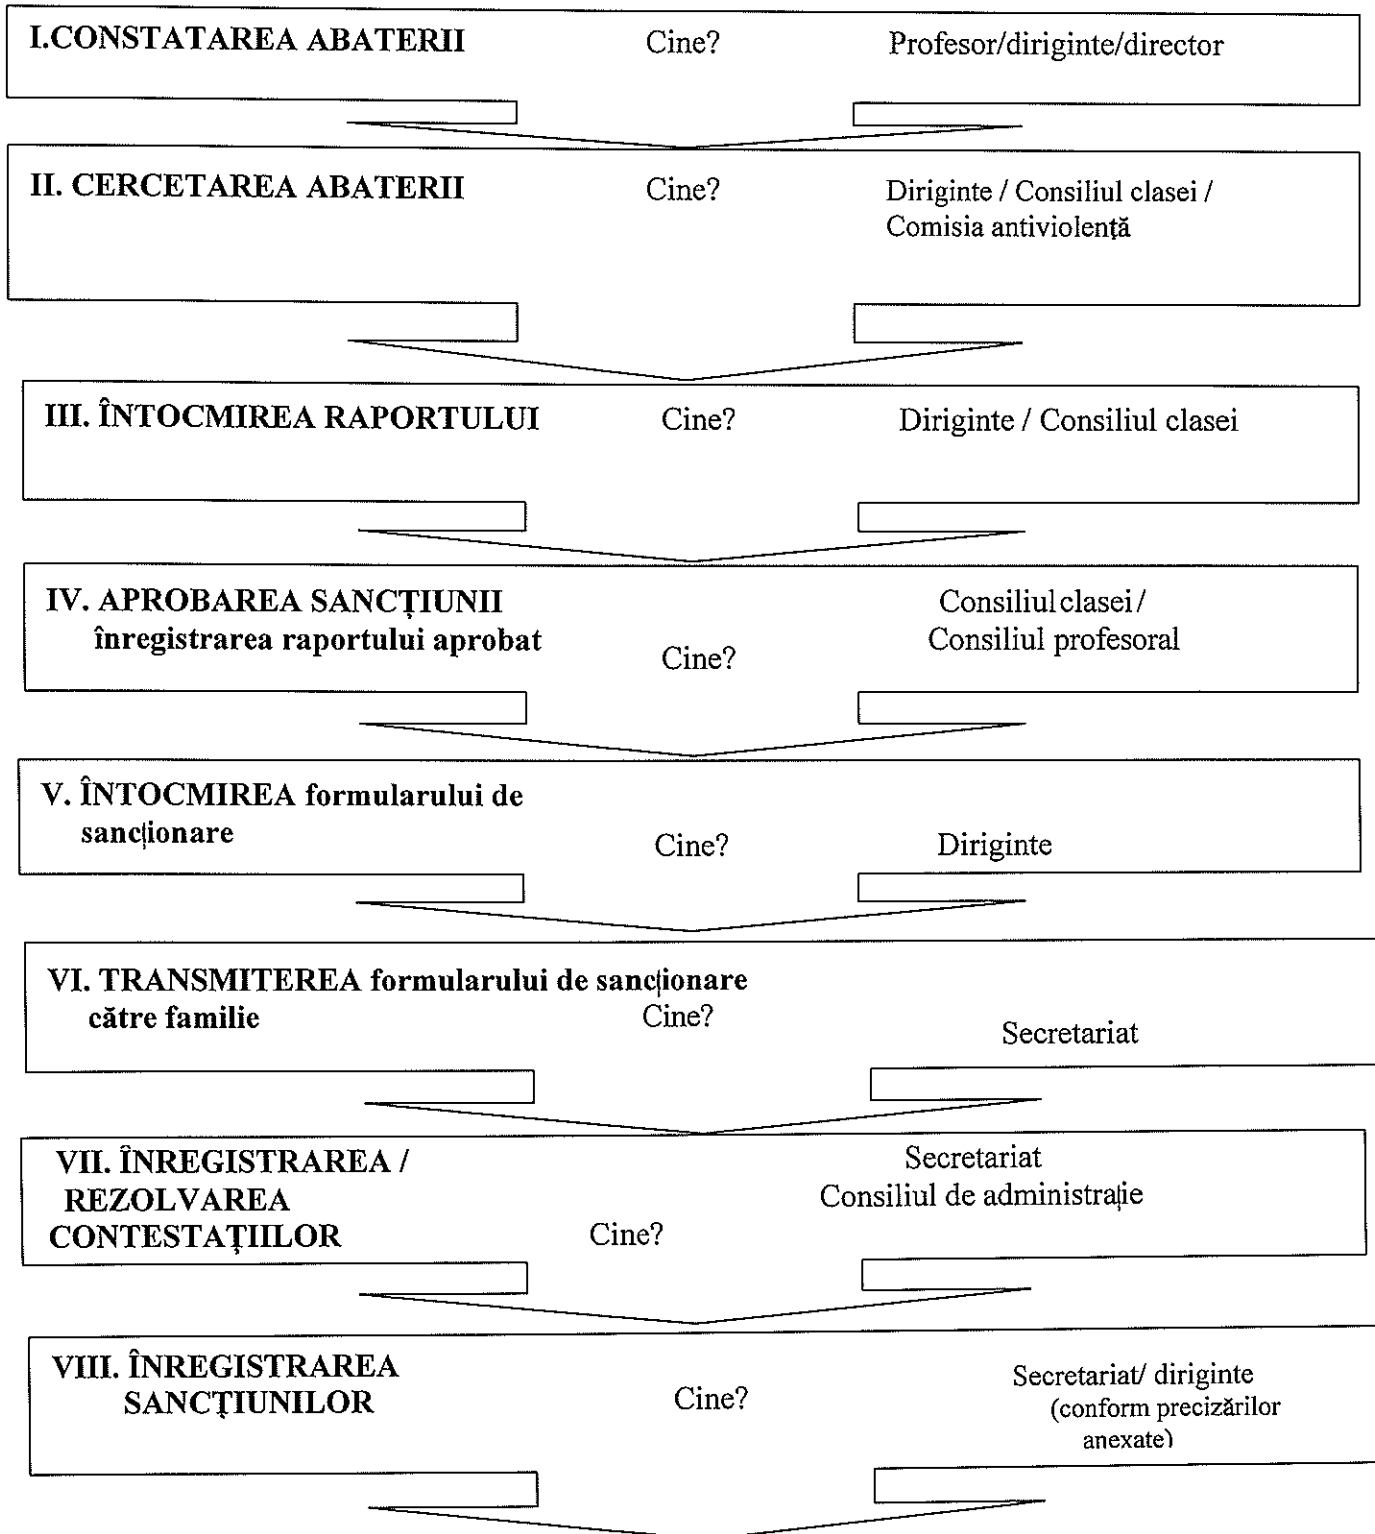 I.CONSTATAREA ABATERII Cine? Profesor/diriginte/director
II. CERCETAREA ABATERII Cine? Diriginte / Consiliul clasei /
Comisia antiviolență
III. ÎNTOCMIREA RAPORTULUI Cine? Diriginte / Consiliul clasei
IV. APROBAREA SANCȚIUNII Consiliul clasei /
înregistrarea raportului aprobat Consiliul profesoral
Cine?
V. ÎNTOCMIREA formularului de
sancționare Cine? Diriginte
VI. TRANSMITEREA formularului de sancționare
către familie Cine?
Secretariat
VII. ÎNREGISTRAREA / Secretariat
REZOLVAREA Consiliul de administrație
CONTESTAȚIILOR Cine?
VIII. ÎNREGISTRAREA Secretariat/ diriginte
SANCȚIUNILOR Cine? (conform precizărilor
anexate)